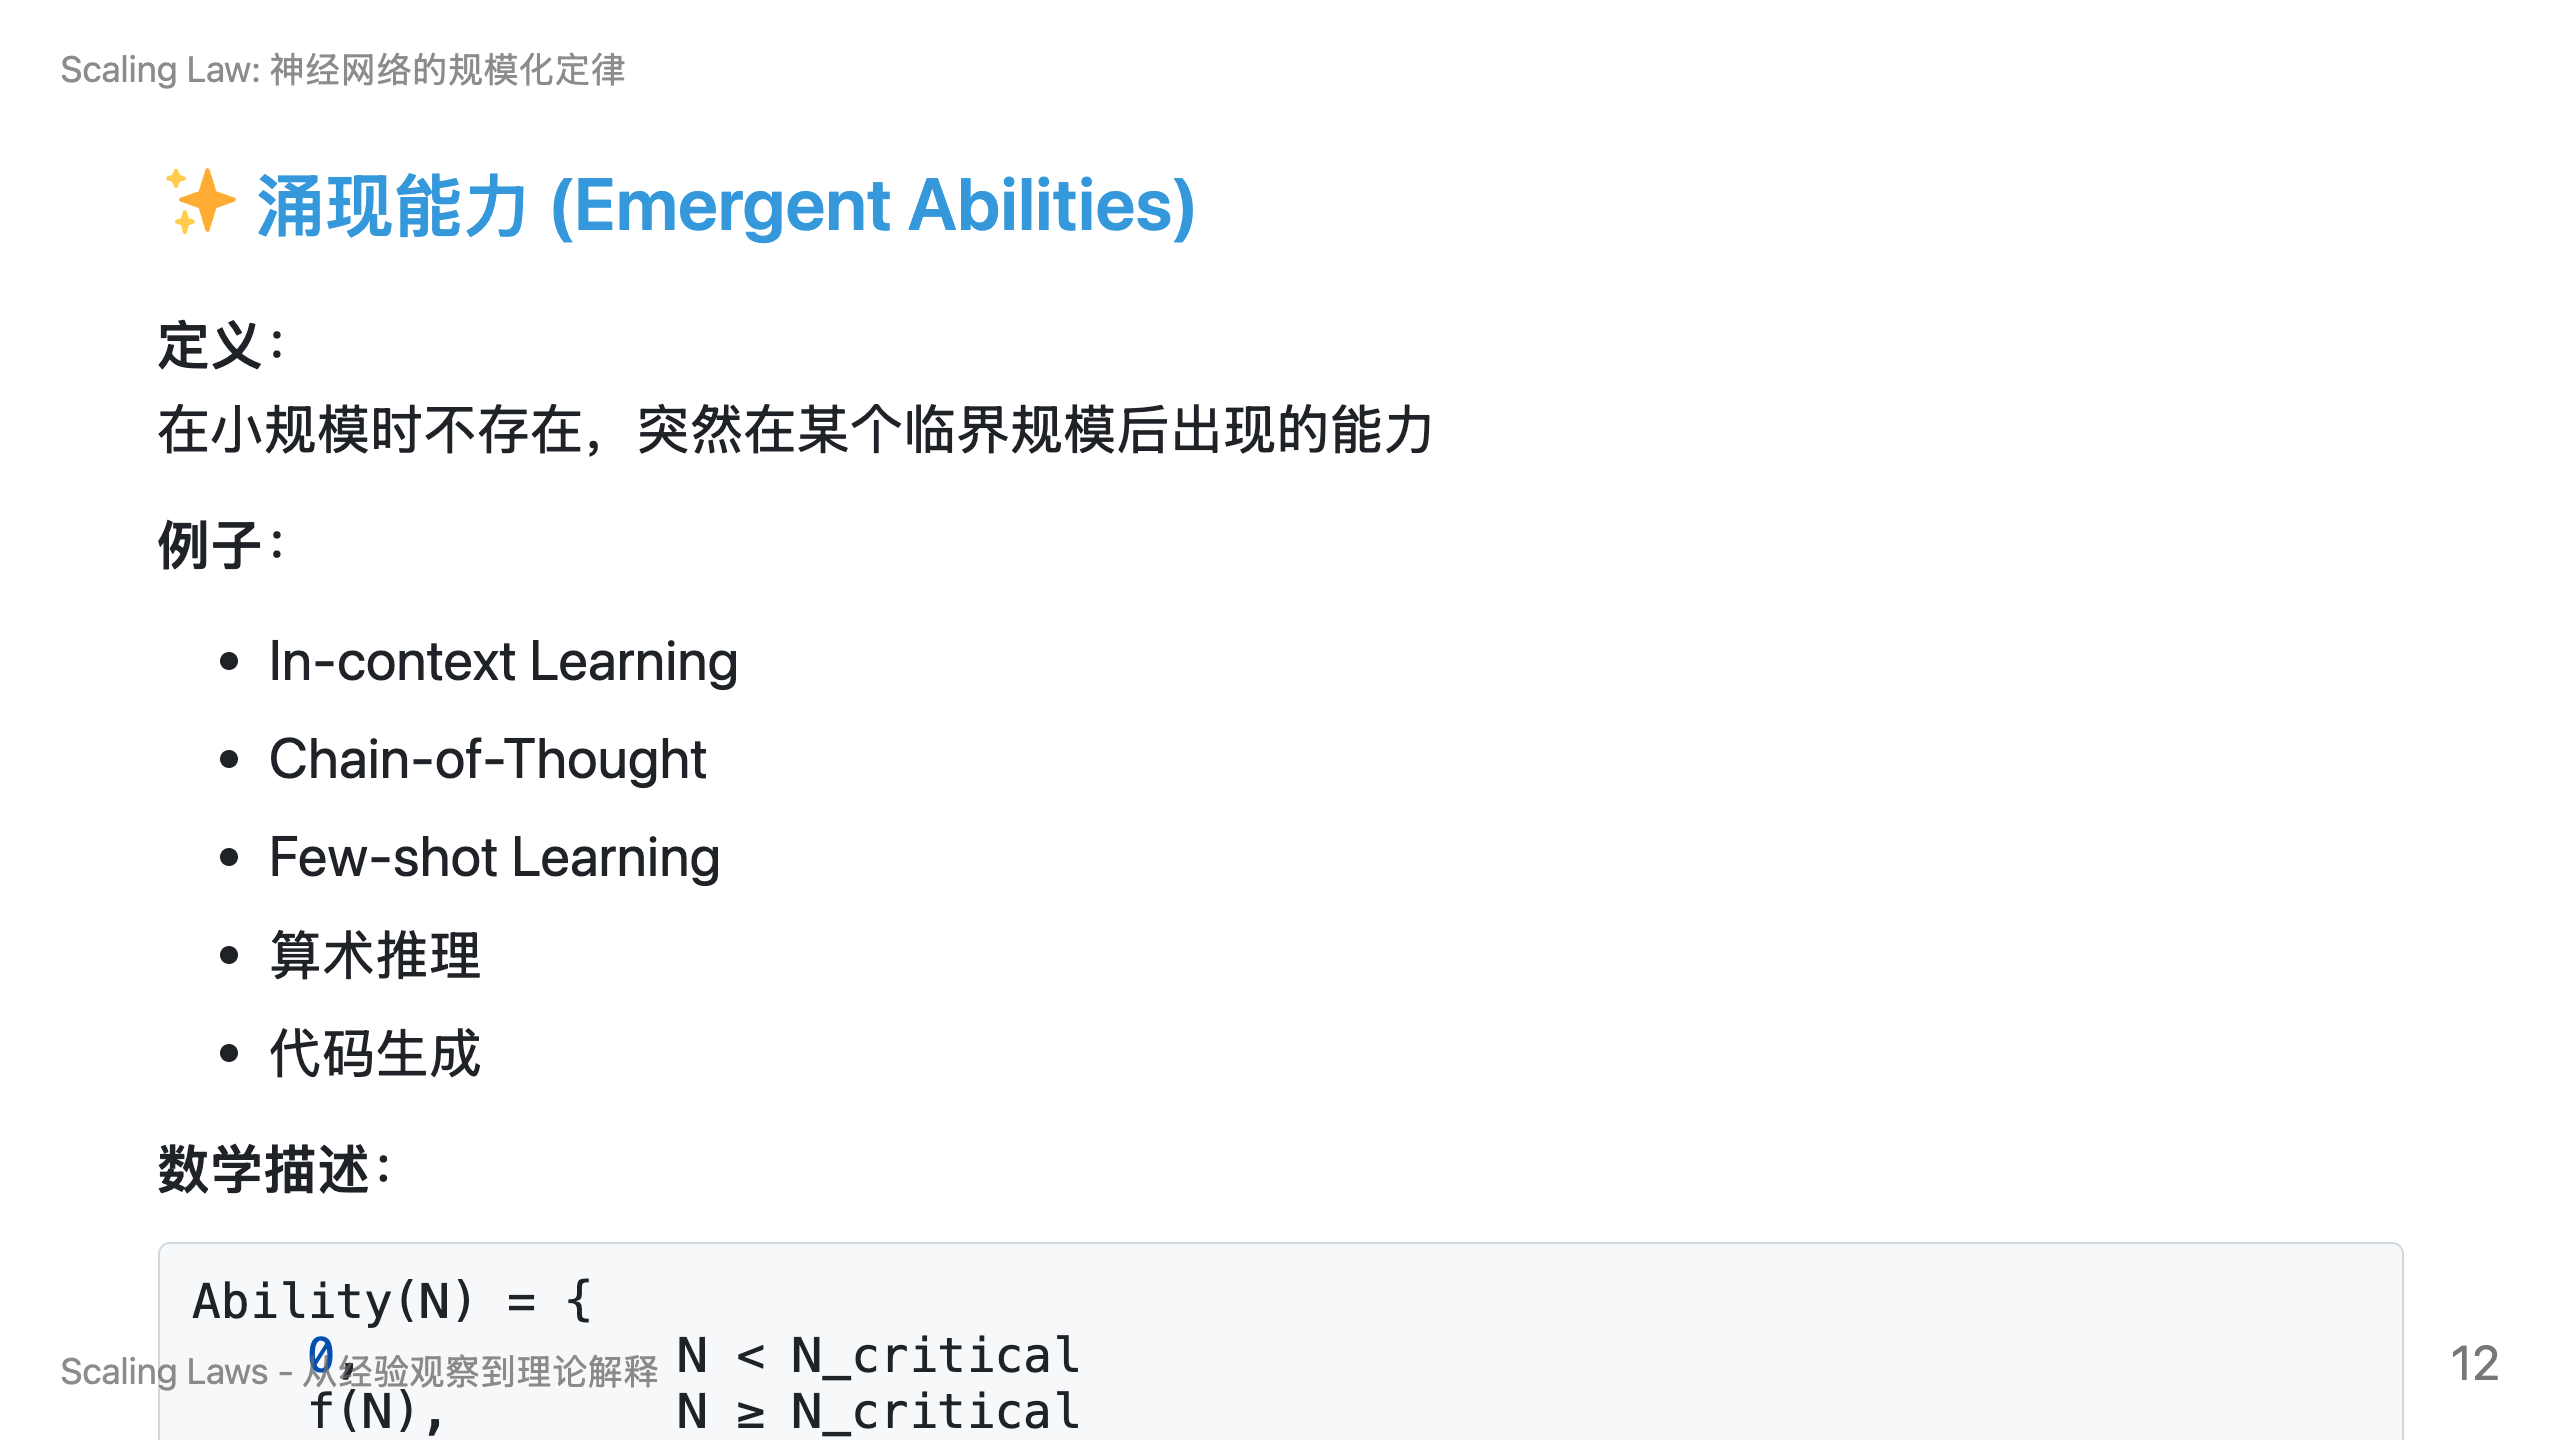 Scaling Law: 神经网络的规模化定律
✨ 涌现能力 (Emergent Abilities)
定义：
在小规模时不存在，突然在某个临界规模后出现的能力
例子：
• In-context Learning
• Chain-of-Thought
• Few-shot Learning
• 算术推理
• 代码生成
数学描述：
Ability(N) = {
0, N < N_critical
f(N), N ≥ N_critical
Scaling Laws - 从经验观察到理论解释
12